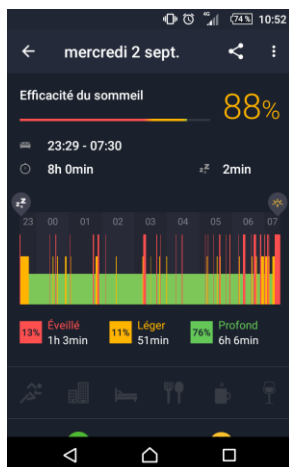 4G 74% 10:52
mercredi 2 sept.
Efficacité du sommeil
88%
23:29 - 07:30
8h 0min 2min
23 00 01 02 03 04 05 06 07
13% Éveillé 1h 3min
11% Léger 51min
76% Profond 6h 6min